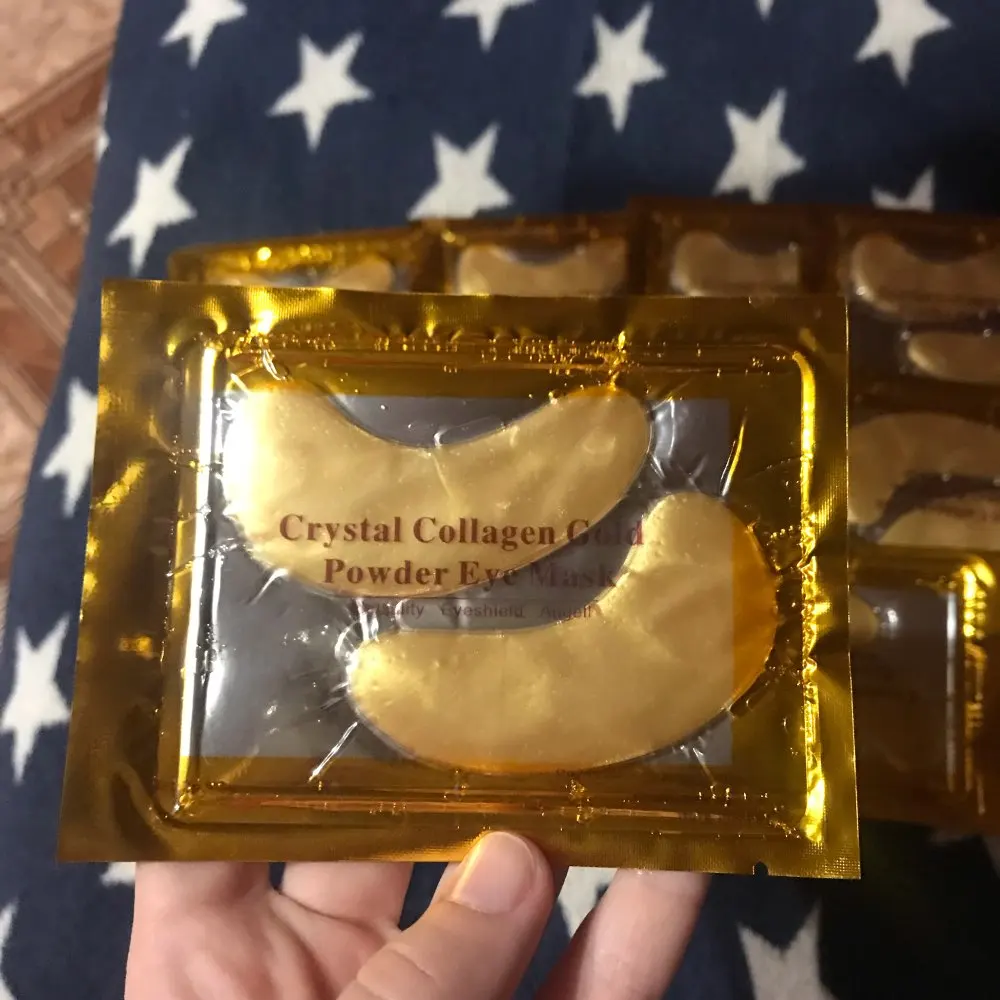 Crystal Collagen Gold
Powder Eye Mask
Eyeshield